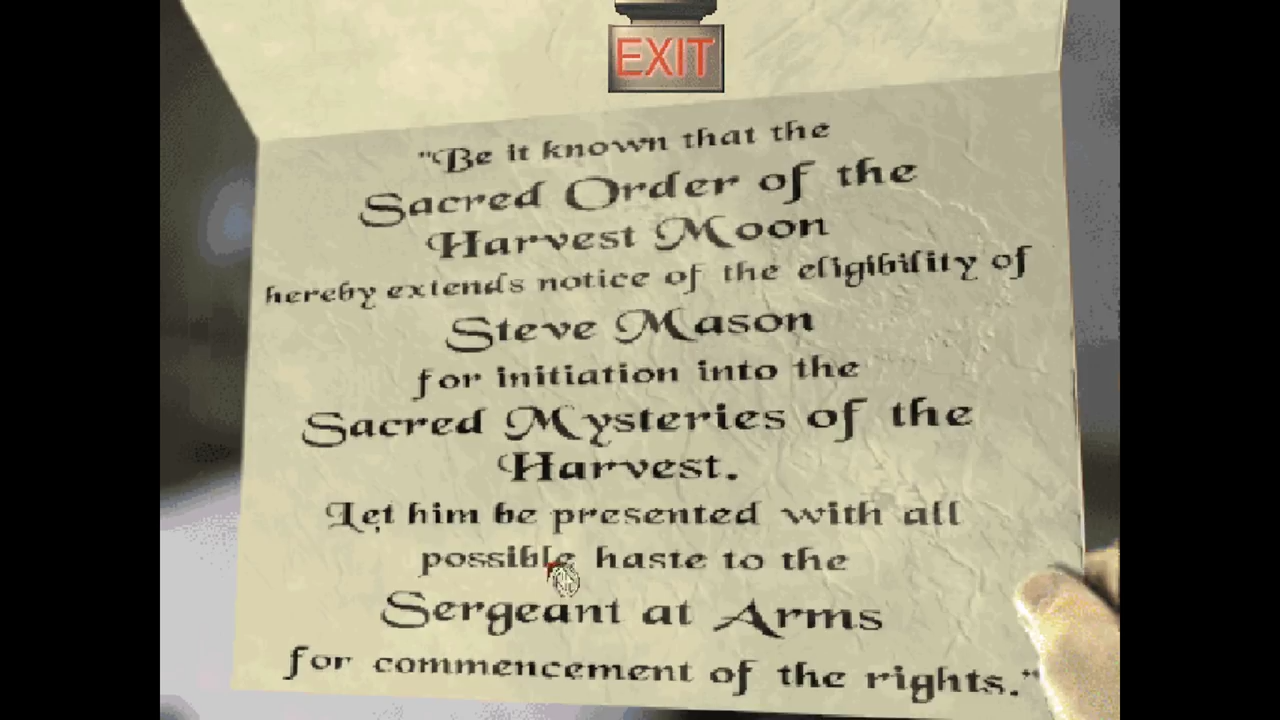 EXIT
"Be it known that the
Sacred Order of the
Harvest Moon
hereby extends notice of the eligibility of
Steve Mason
for initiation into the
Sacred Mysteries of the
Harvest.
Let him be presented with all
possible haste to the
Sergeant at Arms
for commencement of the rights."